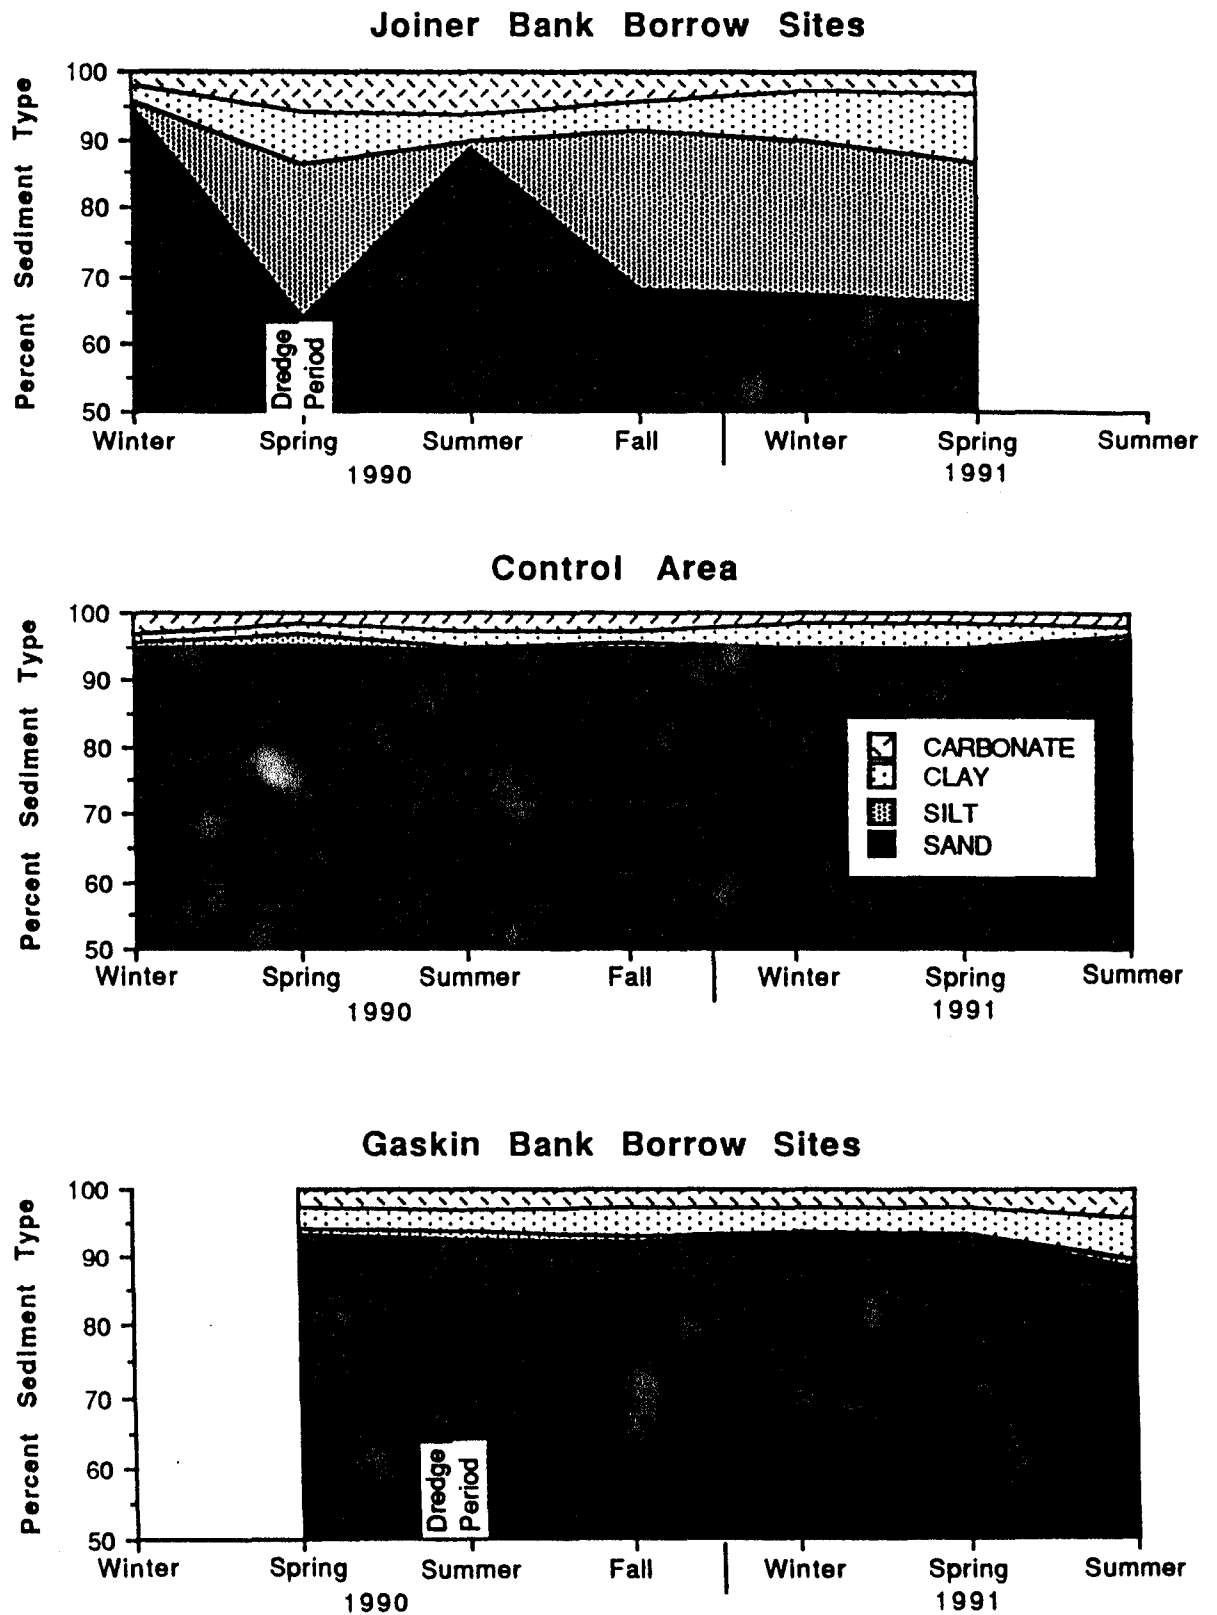 Joiner Bank Borrow Sites
Percent Sediment Type
100
90
80
70
60
50
Dredge
Period
Winter Spring Summer Fall Winter Spring Summer
1990 1991
Control Area
Percent Sediment Type
100
90
80
70
60
50
CARBONATE
CLAY
SILT
SAND
Winter Spring Summer Fall Winter Spring Summer
1990 1991
Gaskin Bank Borrow Sites
Percent Sediment Type
100
90
80
70
60
50
Dredge
Period
Winter Spring Summer Fall Winter Spring Summer
1990 1991